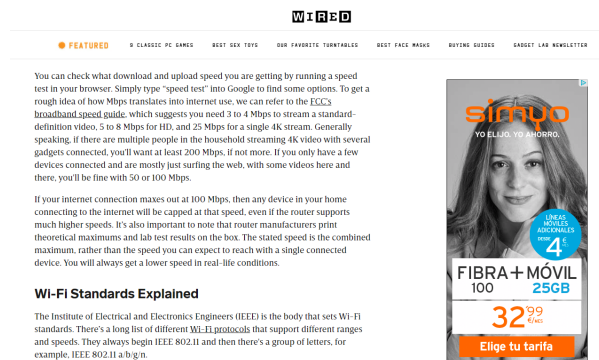 WIRED
FEATURED
9 CLASSIC PC GAMES
BEST SEX TOYS
OUR FAVORITE TURNTABLES
BEST FACE MASKS
BUYING GUIDES
GADGET LAB NEWSLETTER
You can check what download and upload speed you are getting by running a speed
test in your browser. Simply type “speed test” into Google to find some options. To get a
rough idea of how Mbps translates into internet use, we can refer to the FCC’s
broadband speed guide, which suggests you need 3 to 4 Mbps to stream a standard-
definition video, 5 to 8 Mbps for HD, and 25 Mbps for a single 4K stream. Generally
speaking, if there are multiple people in the household streaming 4K video with several
gadgets connected, you’ll want at least 200 Mbps, if not more. If you only have a few
devices connected and are mostly just surfing the web, with some videos here and
there, you’ll be fine with 50 or 100 Mbps.
If your internet connection maxes out at 100 Mbps, then any device in your home
connecting to the internet will be capped at that speed, even if the router supports
much higher speeds. It’s also important to note that router manufacturers print
theoretical maximums and lab test results on the box. The stated speed is the combined
maximum, rather than the speed you can expect to reach with a single connected
device. You will always get a lower speed in real-life conditions.
Wi-Fi Standards Explained
The Institute of Electrical and Electronics Engineers (IEEE) is the body that sets Wi-Fi
standards. There’s a long list of different Wi-Fi protocols that support different ranges
and speeds. They always begin IEEE 802.11 and then there’s a group of letters, for
example, IEEE 802.11 a/b/g/n.
simyo
YO ELIJO. YO AHORRO.
LÍNEAS
MÓVILES
ADICIONALES
DESDE 4€
FIBRA+MÓVIL
100 25GB
32'99
€/MES
Elige tu tarifa